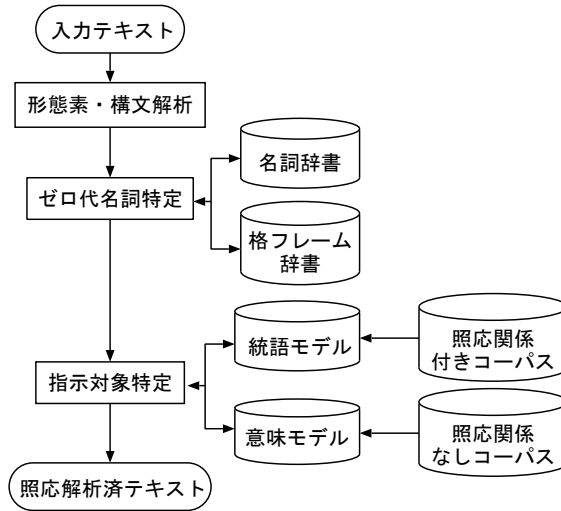 入力テキスト
形態素・構文解析
名詞辞書
ゼロ代名詞特定
格フレーム
辞書
統語モデル
照応関係
付きコーパス
指示対象特定
意味モデル
照応関係
なしコーパス
照応解析済テキスト